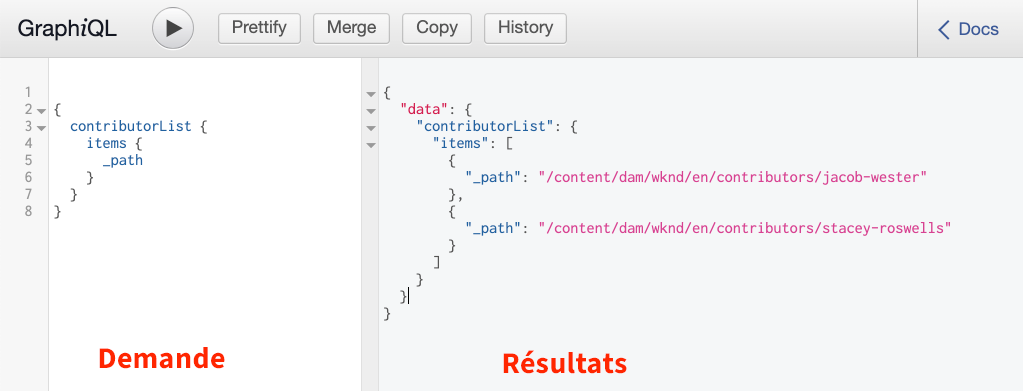 GraphiQL Prettify Merge Copy History Docs
1
2 {
3 contributorList {
4 items {
5 _path
6 }
7 }
8 }
{
"data": {
"contributorList": {
"items": [
{
"_path": "/content/dam/wknd/en/contributors/jacob-wester"
},
{
"_path": "/content/dam/wknd/en/contributors/stacey-roswells"
}
]
}
}
}
Demande
Résultats